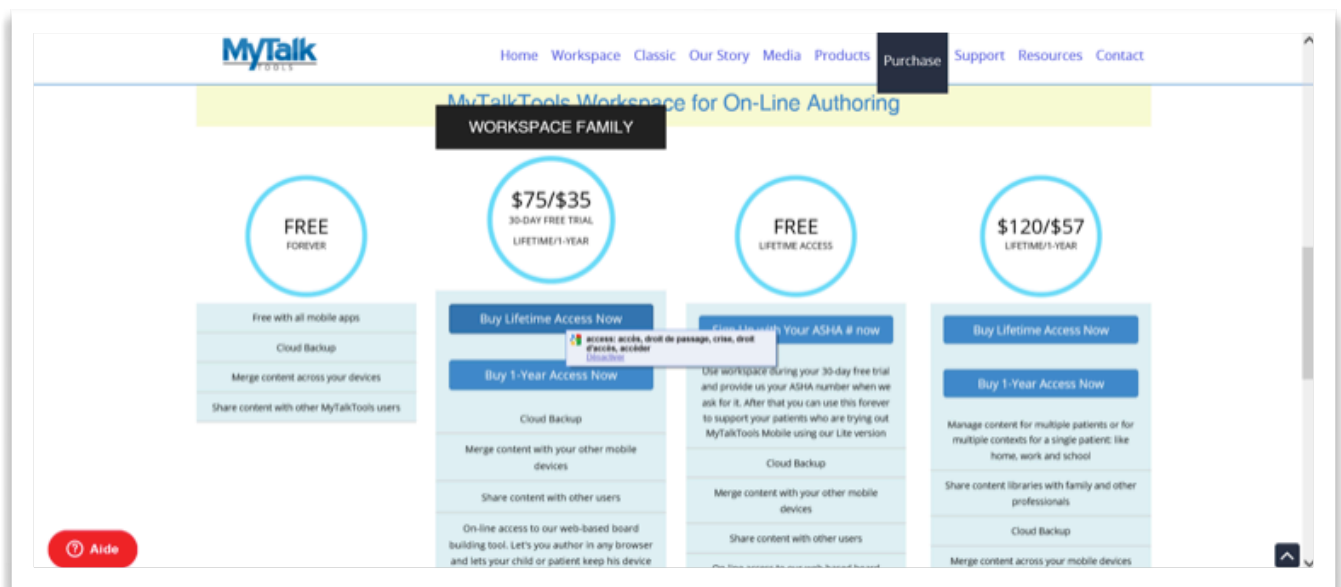 MyTalk
TOOLS
Home Workspace Classic Our Story Media Products Purchase Support Resources Contact
MyTalkTools Workspace for On-Line Authoring
WORKSPACE FAMILY
FREE
FOREVER
Free with all mobile apps
Cloud Backup
Merge content across your devices
Share content with other MyTalkTools users
$75/$35
30-DAY FREE TRIAL
LIFETIME/1-YEAR
Buy Lifetime Access Now
access: accès, droit de passage, crise, droit
d'accès, accéder
Désactiver
Buy 1-Year Access Now
Cloud Backup
Merge content with your other mobile
devices
Share content with other users
On-line access to our web-based board
building tool. Let's you author in any browser
and lets your child or patient keep his device
FREE
LIFETIME ACCESS
Sign Up with Your ASHA # now
Use workspace during your 30-day free trial
and provide us your ASHA number when we
ask for it. After that you can use this forever
to support your patients who are trying out
MyTalkTools Mobile using our Lite version
Cloud Backup
Merge content with your other mobile
devices
Share content with other users
On-line access to our web-based board
$120/$57
LIFETIME/1-YEAR
Buy Lifetime Access Now
Buy 1-Year Access Now
Manage content for multiple patients or for
multiple contexts for a single patient: like
home, work and school
Share content libraries with family and other
professionals
Cloud Backup
Merge content across your mobile devices
Aide